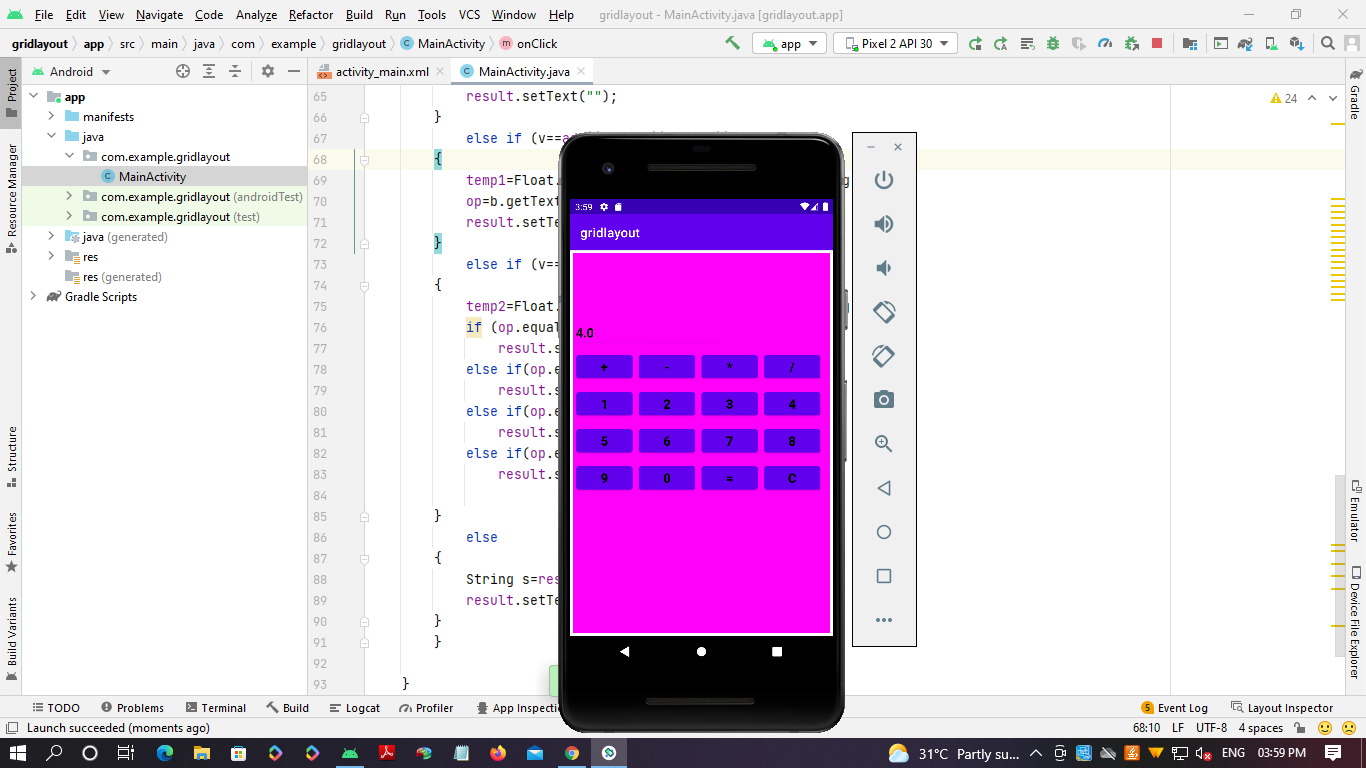 File Edit View Navigate Code Analyze Refactor Build Run Tools VCS Window Help gridlayout - MainActivity.java [gridlayout.app]
gridlayout app src main java com example gridlayout MainActivity onClick app Pixel 2 API 30
Android activity_main.xml MainActivity.java
Project
Resource Manager
Structure
Favorites
Build Variants
app
manifests
java
com.example.gridlayout
MainActivity
com.example.gridlayout (androidTest)
com.example.gridlayout (test)
java (generated)
res
res (generated)
Gradle Scripts
24
65 result.setText("");
66 }
67 else if (v==
68 {
69 temp1=Float.
70 op=b.getText
71 result.setTe
72 }
73 else if (v==
74 {
75 temp2=Float.
76 if (op.equal
77 result.s
78 else if(op.e
79 result.s
80 else if(op.e
81 result.s
82 else if(op.e
83 result.s
84
85 }
86 else
87 {
88 String s=res
89 result.setTe
90 }
91 }
92
93 }
3:59
gridlayout
4.0
+ - * /
1 2 3 4
5 6 7 8
9 0 = C
Gradle
Emulator
Device File Explorer
TODO Problems Terminal Build Logcat Profiler App Inspec Event Log Layout Inspector
5
Launch succeeded (moments ago) 68:10 LF UTF-8 4 spaces
31°C Partly su... ENG 03:59 PM